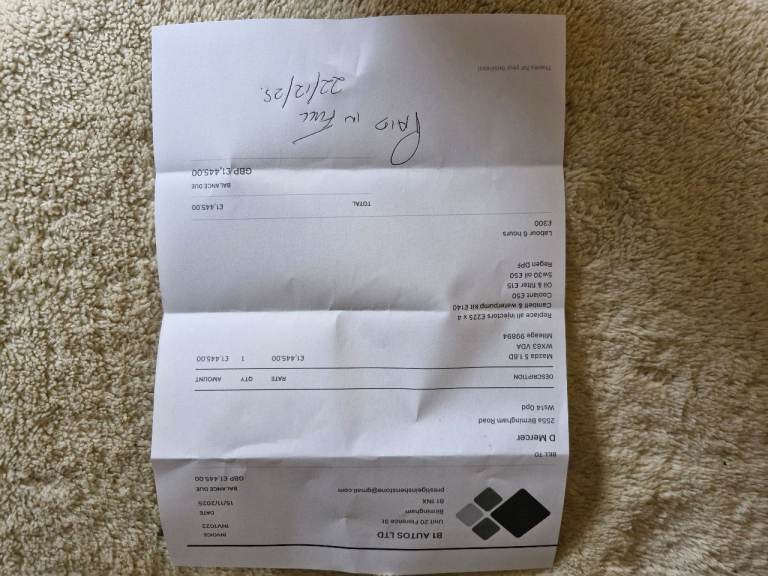 B1 AUTOS LTD
Unit 20 Florence St
Birmingham
B1 1NX
prestigeinshenstone@gmail.com
INVOICE
INV1022
DATE
15/11/2025
BALANCE DUE
GBP £1,445.00
BILL TO
D Mercer
255a Birmingham Road
Ws14 0pd
DESCRIPTION RATE QTY AMOUNT
Mazda 5 1.6D £1,445.00 1 £1,445.00
WX63 VDA
Mileage 99894
Replace all injectors £225 x 4
Cambelt & waterpump kit £140
Coolant £50
Oil & filter £15
5w30 oil £50
Regen DPF
Labour 6 hours
£300
TOTAL £1,445.00
BALANCE DUE
GBP £1,445.00
PAID IN FULL
22/12/25.
Thanks for your business!